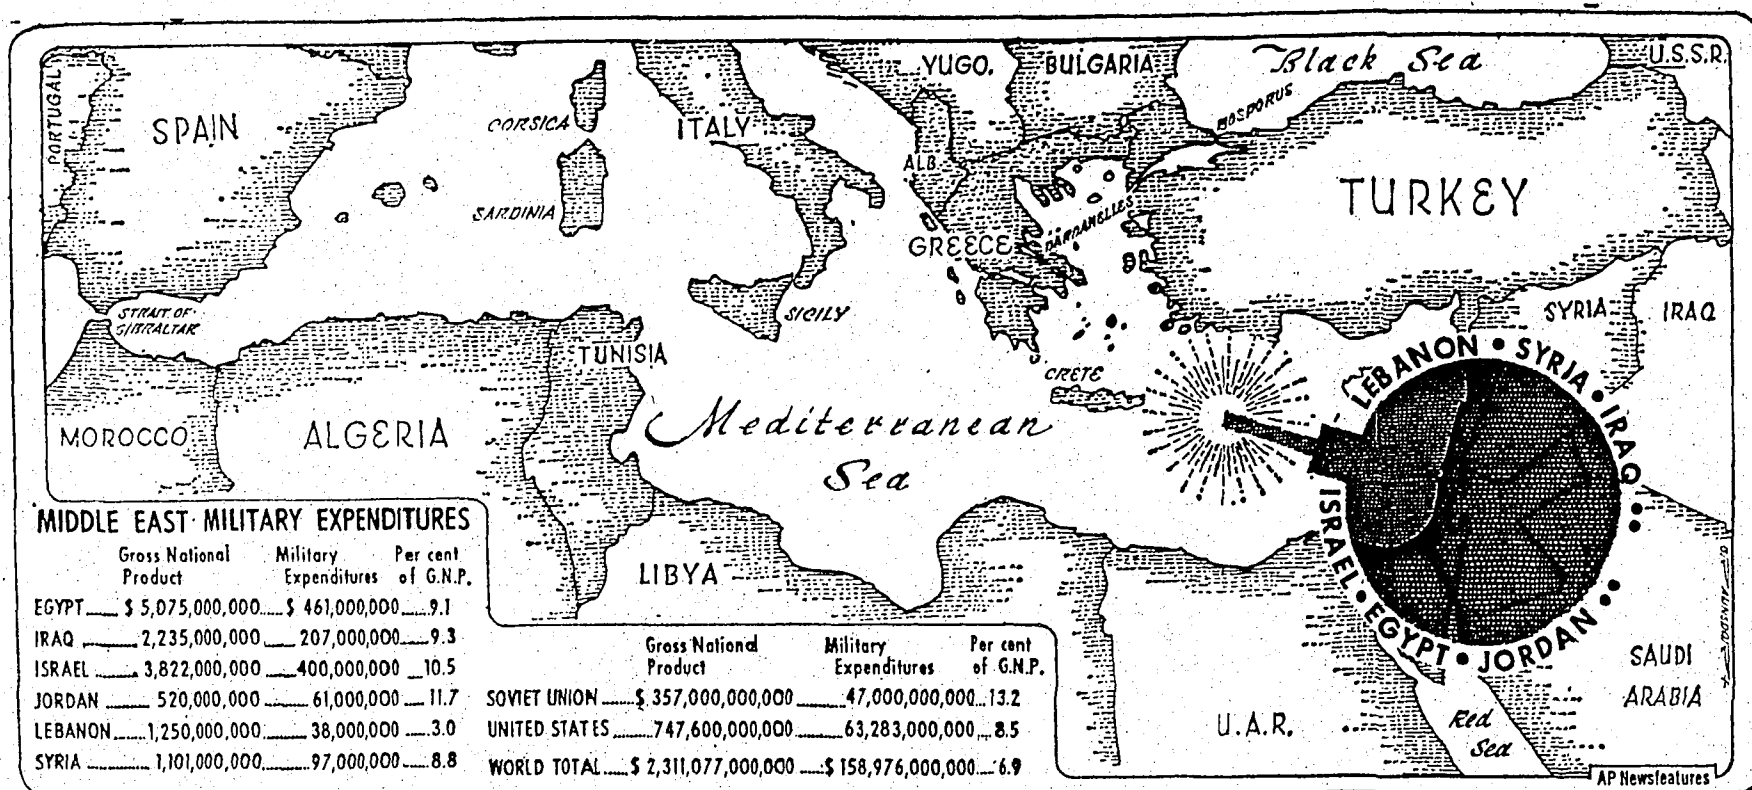 PORTUGAL
SPAIN
CORSICA
SARDINIA
ITALY
YUGO.
BULGARIA
Black Sea
U.S.S.R.
BOSPORUS
ALB.
TURKEY
GREECE
DARDANELLES
STRAIT OF
GIBRALTAR
SICILY
SYRIA
IRAQ
TUNISIA
CRETE
LEBANON • SYRIA • IRAQ ••
ISRAEL • EGYPT • JORDAN ••
MOROCCO
ALGERIA
Mediterranean
Sea
LIBYA
SAUDI
ARABIA
U.A.R.
Red
Sea
MIDDLE EAST MILITARY EXPENDITURES
Gross National Military Per cent
Product Expenditures of G.N.P.
EGYPT $ 5,075,000,000 $ 461,000,000 9.1
IRAQ 2,235,000,000 207,000,000 9.3
ISRAEL 3,822,000,000 400,000,000 10.5
JORDAN 520,000,000 61,000,000 11.7
LEBANON 1,250,000,000 38,000,000 3.0
SYRIA 1,101,000,000 97,000,000 8.8
Gross National Military Per cent
Product Expenditures of G.N.P.
SOVIET UNION $ 357,000,000,000 47,000,000,000 13.2
UNITED STATES 747,600,000,000 63,283,000,000 8.5
WORLD TOTAL $ 2,311,077,000,000 $ 158,976,000,000 6.9
AP Newsfeatures